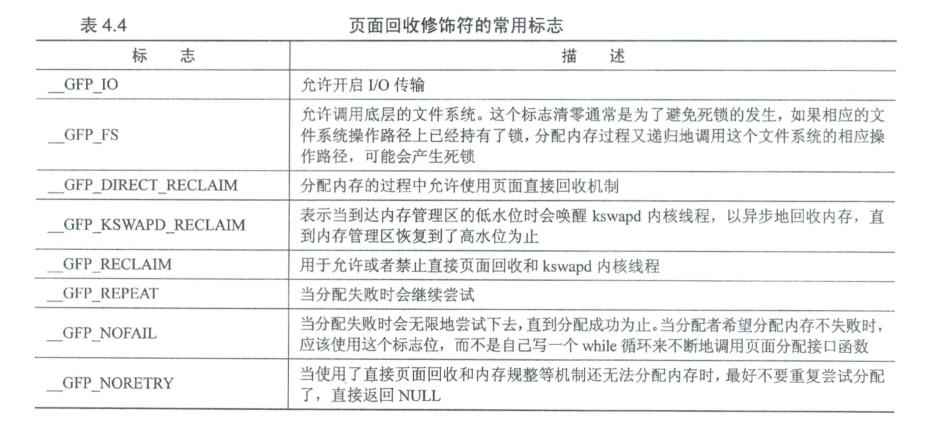 表 4.4 页面回收修饰符的常用标志
标 志 描 述
__GFP_IO 允许开启 I/O 传输
__GFP_FS 允许调用底层的文件系统。这个标志清零通常是为了避免死锁的发生，如果相应的文
件系统操作路径上已经持有了锁，分配内存过程又递归地调用这个文件系统的相应操
作路径，可能会产生死锁
__GFP_DIRECT_RECLAIM 分配内存的过程中允许使用页面直接回收机制
__GFP_KSWAPD_RECLAIM 表示当到达内存管理区的低水位时会唤醒 kswapd 内核线程，以异步地回收内存，直
到内存管理区恢复到了高水位为止
__GFP_RECLAIM 用于允许或者禁止直接页面回收和 kswapd 内核线程
__GFP_REPEAT 当分配失败时会继续尝试
__GFP_NOFAIL 当分配失败时会无限地尝试下去，直到分配成功为止。当分配者希望分配内存不失败时，
应该使用这个标志位，而不是自己写一个 while 循环来不断地调用页面分配接口函数
__GFP_NORETRY 当使用了直接页面回收和内存规整等机制还无法分配内存时，最好不要重复尝试分配
了，直接返回 NULL